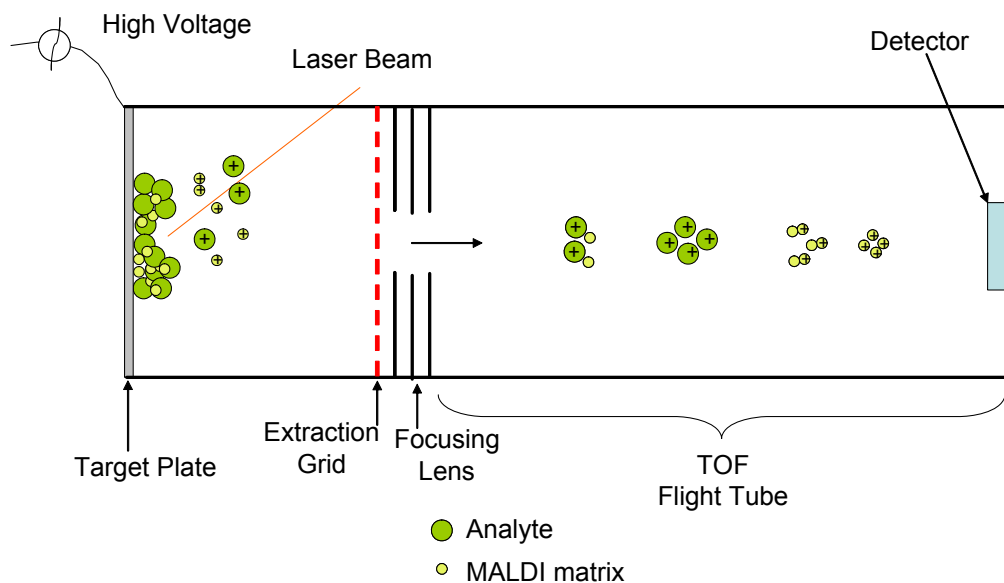 High Voltage
Laser Beam
Detector
Target Plate
Extraction
Grid
Focusing
Lens
TOF
Flight Tube
Analyte
MALDI matrix